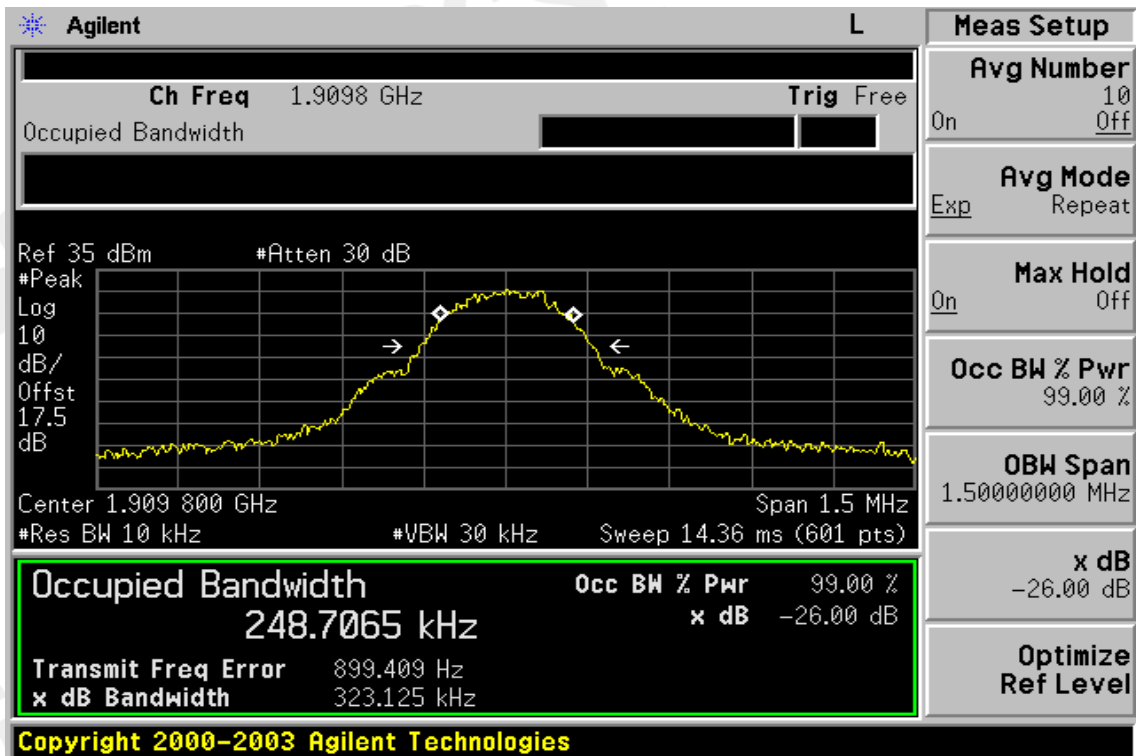 Agilent L
Ch Freq 1.9098 GHz Trig Free
Occupied Bandwidth
Ref 35 dBm #Atten 30 dB
#Peak
Log
10
dB/
Offst
17.5
dB
Center 1.909 800 GHz Span 1.5 MHz
#Res BW 10 kHz #VBW 30 kHz Sweep 14.36 ms (601 pts)
Occupied Bandwidth Occ BW % Pwr 99.00 %
248.7065 kHz x dB -26.00 dB
Transmit Freq Error 899.409 Hz
x dB Bandwidth 323.125 kHz
Copyright 2000-2003 Agilent Technologies
Meas Setup
Avg Number
10
On Off
Avg Mode
Exp Repeat
Max Hold
On Off
Occ BW % Pwr
99.00 %
OBW Span
1.50000000 MHz
x dB
-26.00 dB
Optimize
Ref Level